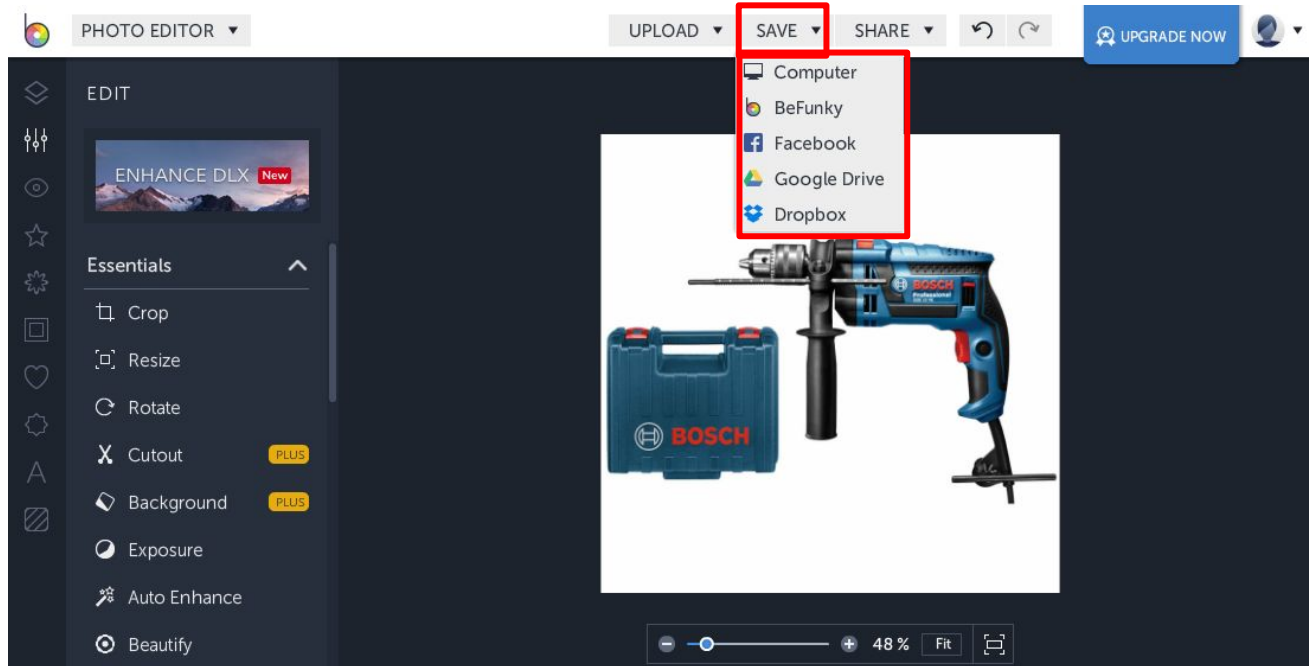 PHOTO EDITOR
UPLOAD
SAVE
SHARE
UPGRADE NOW
Computer
BeFunky
Facebook
Google Drive
Dropbox
EDIT
ENHANCE DLX New
Essentials
Crop
Resize
Rotate
Cutout PLUS
Background PLUS
Exposure
Auto Enhance
Beautify
BOSCH
Professional
BOSCH
48 % Fit